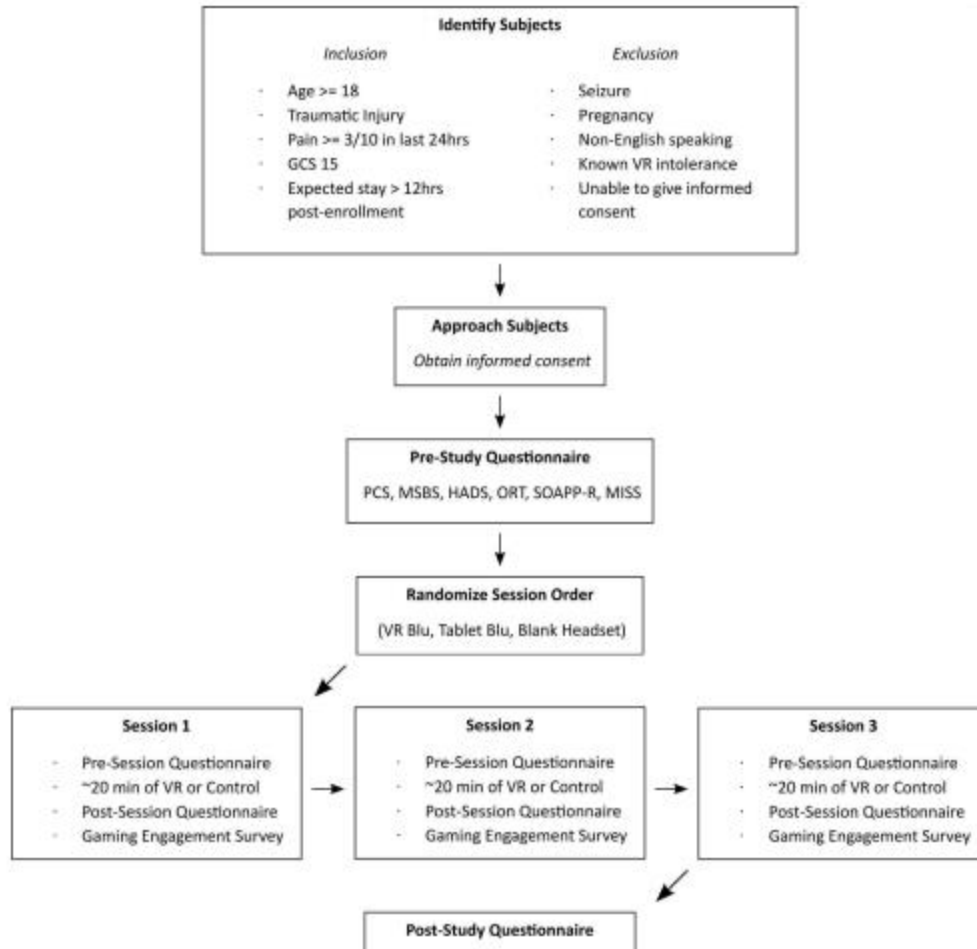 Identify Subjects
Inclusion
· Age >= 18
· Traumatic Injury
· Pain >= 3/10 in last 24hrs
· GCS 15
· Expected stay > 12hrs
post-enrollment
Exclusion
· Seizure
· Pregnancy
· Non-English speaking
· Known VR intolerance
· Unable to give informed
consent
Approach Subjects
Obtain informed consent
Pre-Study Questionnaire
PCS, MSBS, HADS, ORT, SOAPP-R, MISS
Randomize Session Order
(VR Blu, Tablet Blu, Blank Headset)
Session 1
· Pre-Session Questionnaire
· ~20 min of VR or Control
· Post-Session Questionnaire
· Gaming Engagement Survey
Session 2
· Pre-Session Questionnaire
· ~20 min of VR or Control
· Post-Session Questionnaire
· Gaming Engagement Survey
Session 3
· Pre-Session Questionnaire
· ~20 min of VR or Control
· Post-Session Questionnaire
· Gaming Engagement Survey
Post-Study Questionnaire